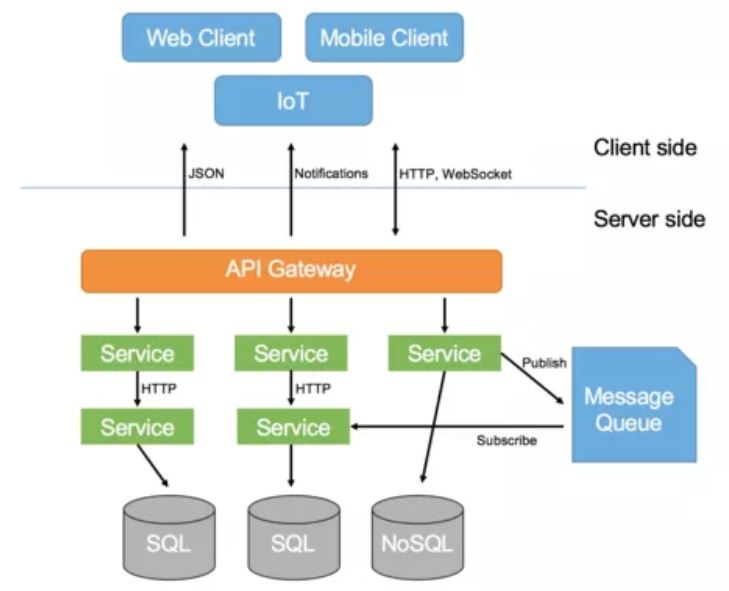 Web Client
Mobile Client
IoT
Client side
JSON
Notifications
HTTP, WebSocket
Server side
API Gateway
Service
Service
Service
Publish
HTTP
HTTP
Message
Queue
Service
Service
Subscribe
SQL
SQL
NoSQL